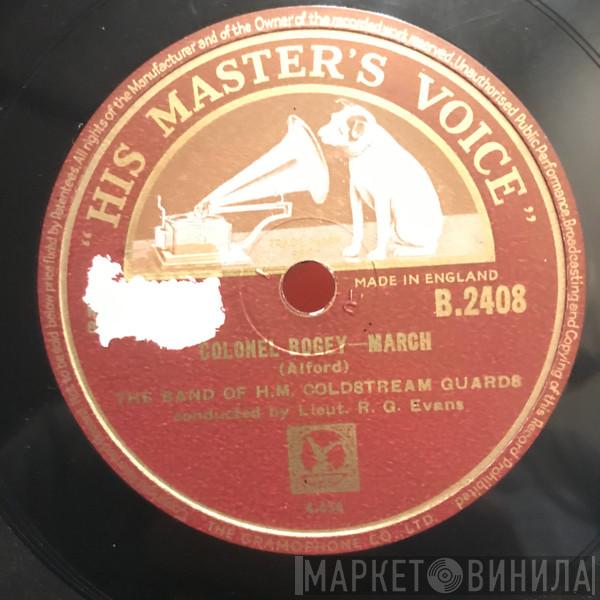 of the Manufacturer and of the Owner of the recorded work reserved. Unauthorised Public Performance, Broadcasting and Copying of this Record Prohibited
"HIS MASTER'S VOICE"
TRADE MARK
MADE IN ENGLAND
B.2408
COLONEL BOGEY—MARCH
(Alford)
THE BAND OF H.M. COLDSTREAM GUARDS
conducted by Lieut. R. G. Evans
THE GRAMOPHONE CO., LTD.
МАРКЕТ ВИНИЛА